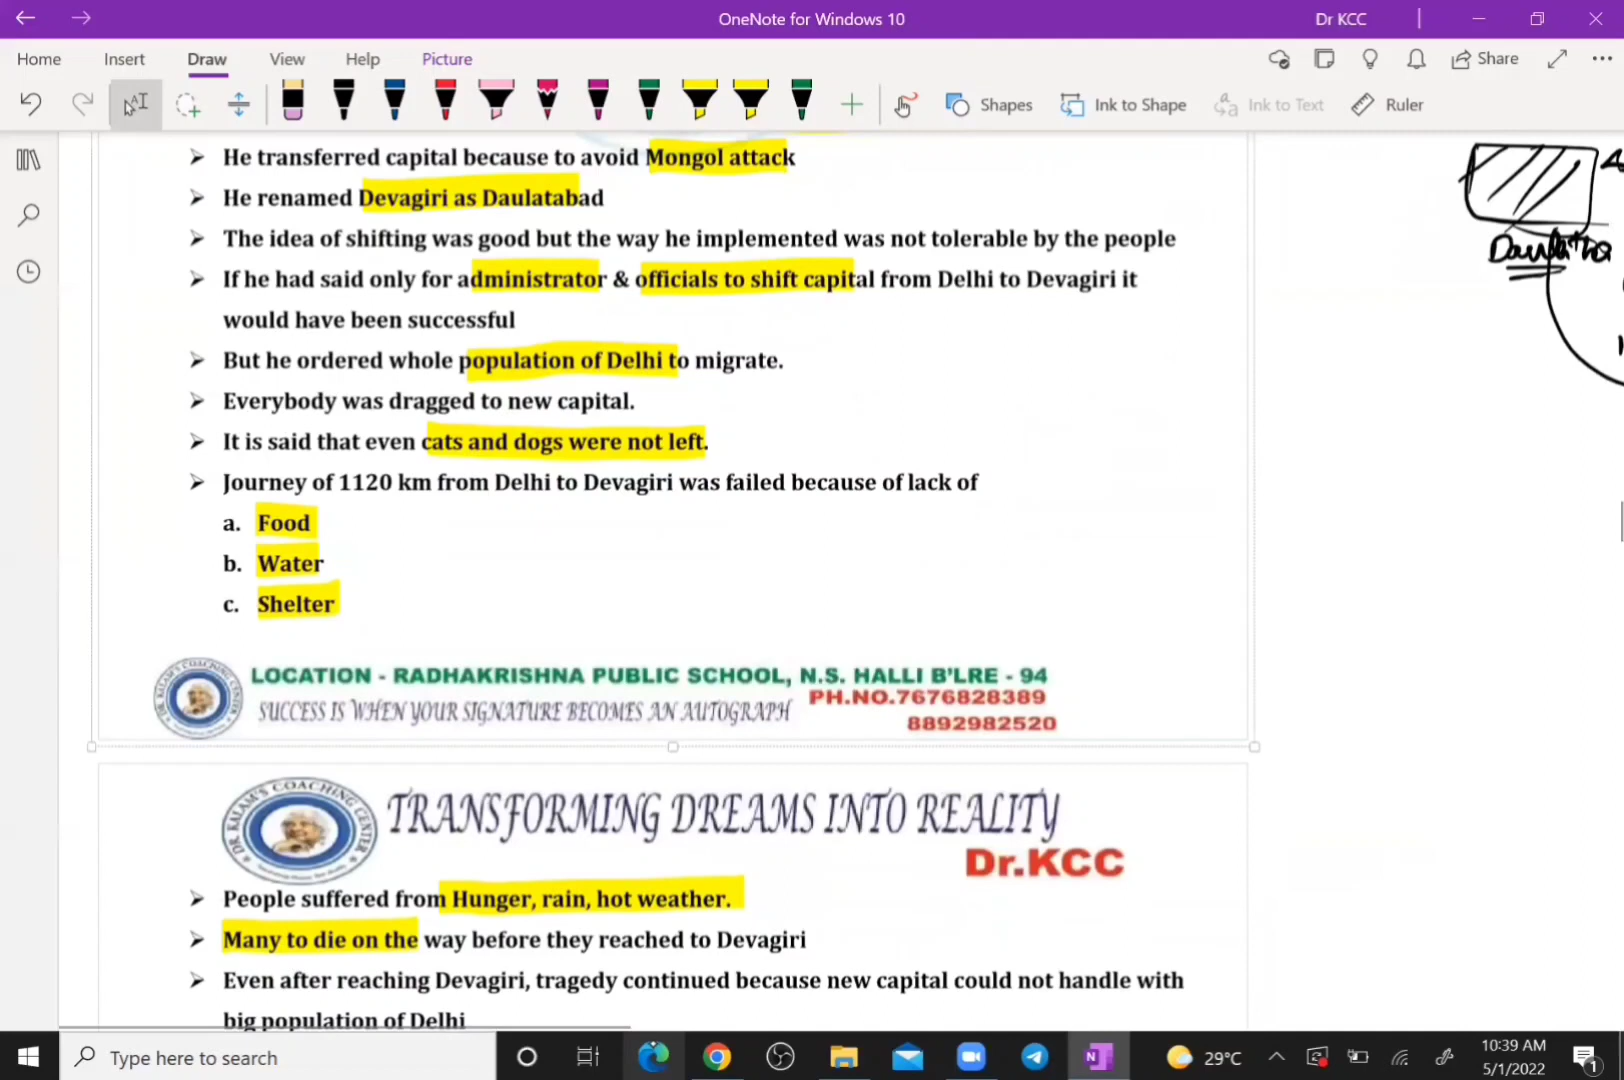 OneNote for Windows 10
Dr KCC
Home Insert Draw View Help Picture
Share
Shapes Ink to Shape Ink to Text Ruler
➢ He transferred capital because to avoid Mongol attack
➢ He renamed Devagiri as Daulatabad
➢ The idea of shifting was good but the way he implemented was not tolerable by the people
➢ If he had said only for administrator & officials to shift capital from Delhi to Devagiri it
would have been successful
➢ But he ordered whole population of Delhi to migrate.
➢ Everybody was dragged to new capital.
➢ It is said that even cats and dogs were not left.
➢ Journey of 1120 km from Delhi to Devagiri was failed because of lack of
a. Food
b. Water
c. Shelter
LOCATION - RADHAKRISHNA PUBLIC SCHOOL, N.S. HALLI B'LRE - 94
SUCCESS IS WHEN YOUR SIGNATURE BECOMES AN AUTOGRAPH
PH.NO.7676828389
8892982520
DR KALAM'S COACHING CENTER
TRANSFORMING DREAMS INTO REALITY
Dr.KCC
➢ People suffered from Hunger, rain, hot weather.
➢ Many to die on the way before they reached to Devagiri
➢ Even after reaching Devagiri, tragedy continued because new capital could not handle with
big population of Delhi
Type here to search
29°C
10:39 AM
5/1/2022
1